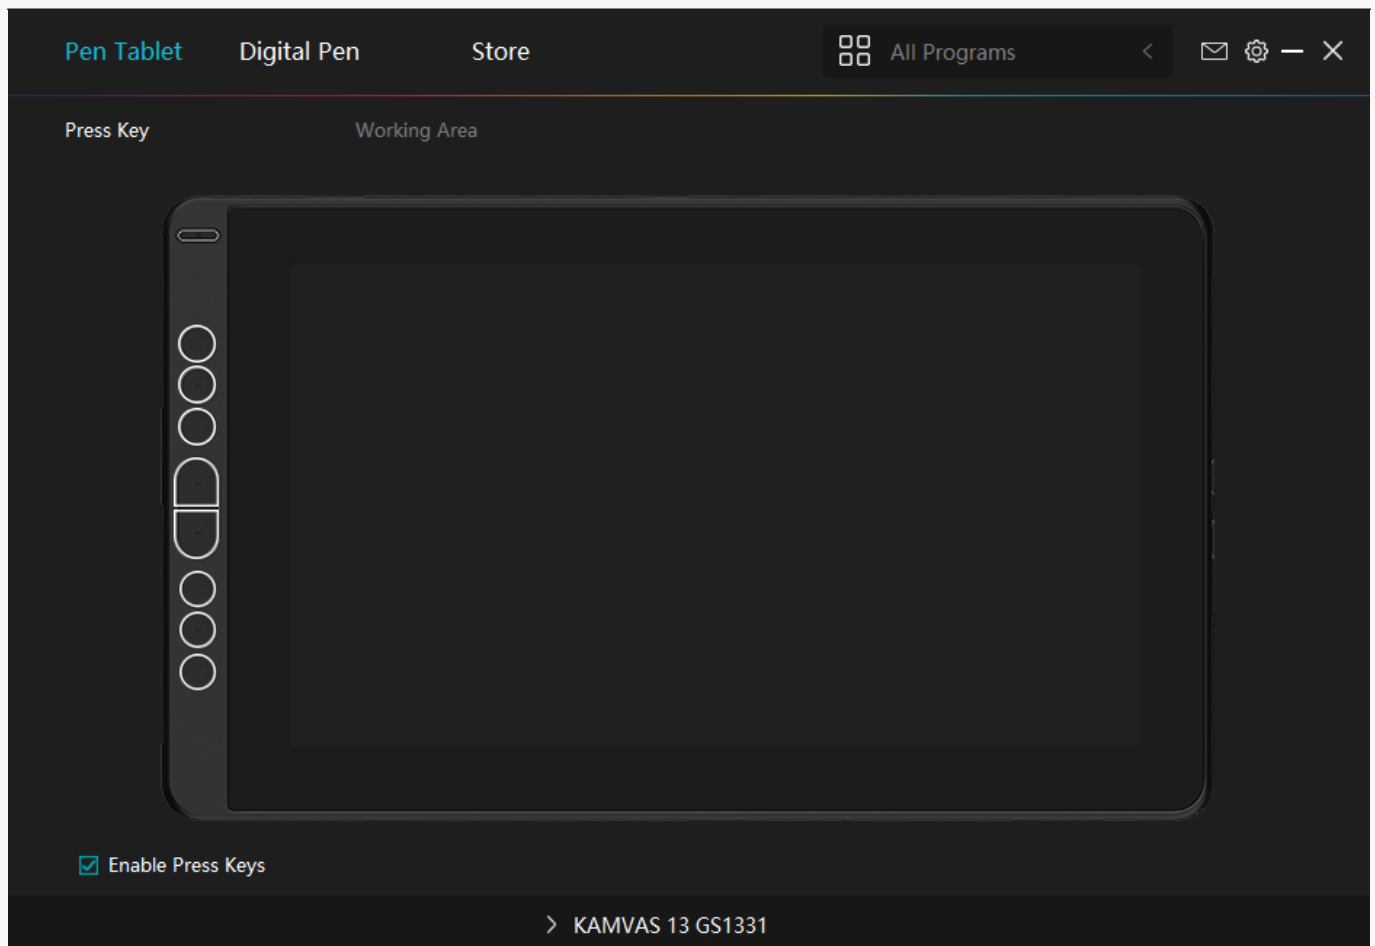 Pen Tablet Digital Pen Store All Programs
Press Key Working Area
Enable Press Keys
KAMVAS 13 GS1331